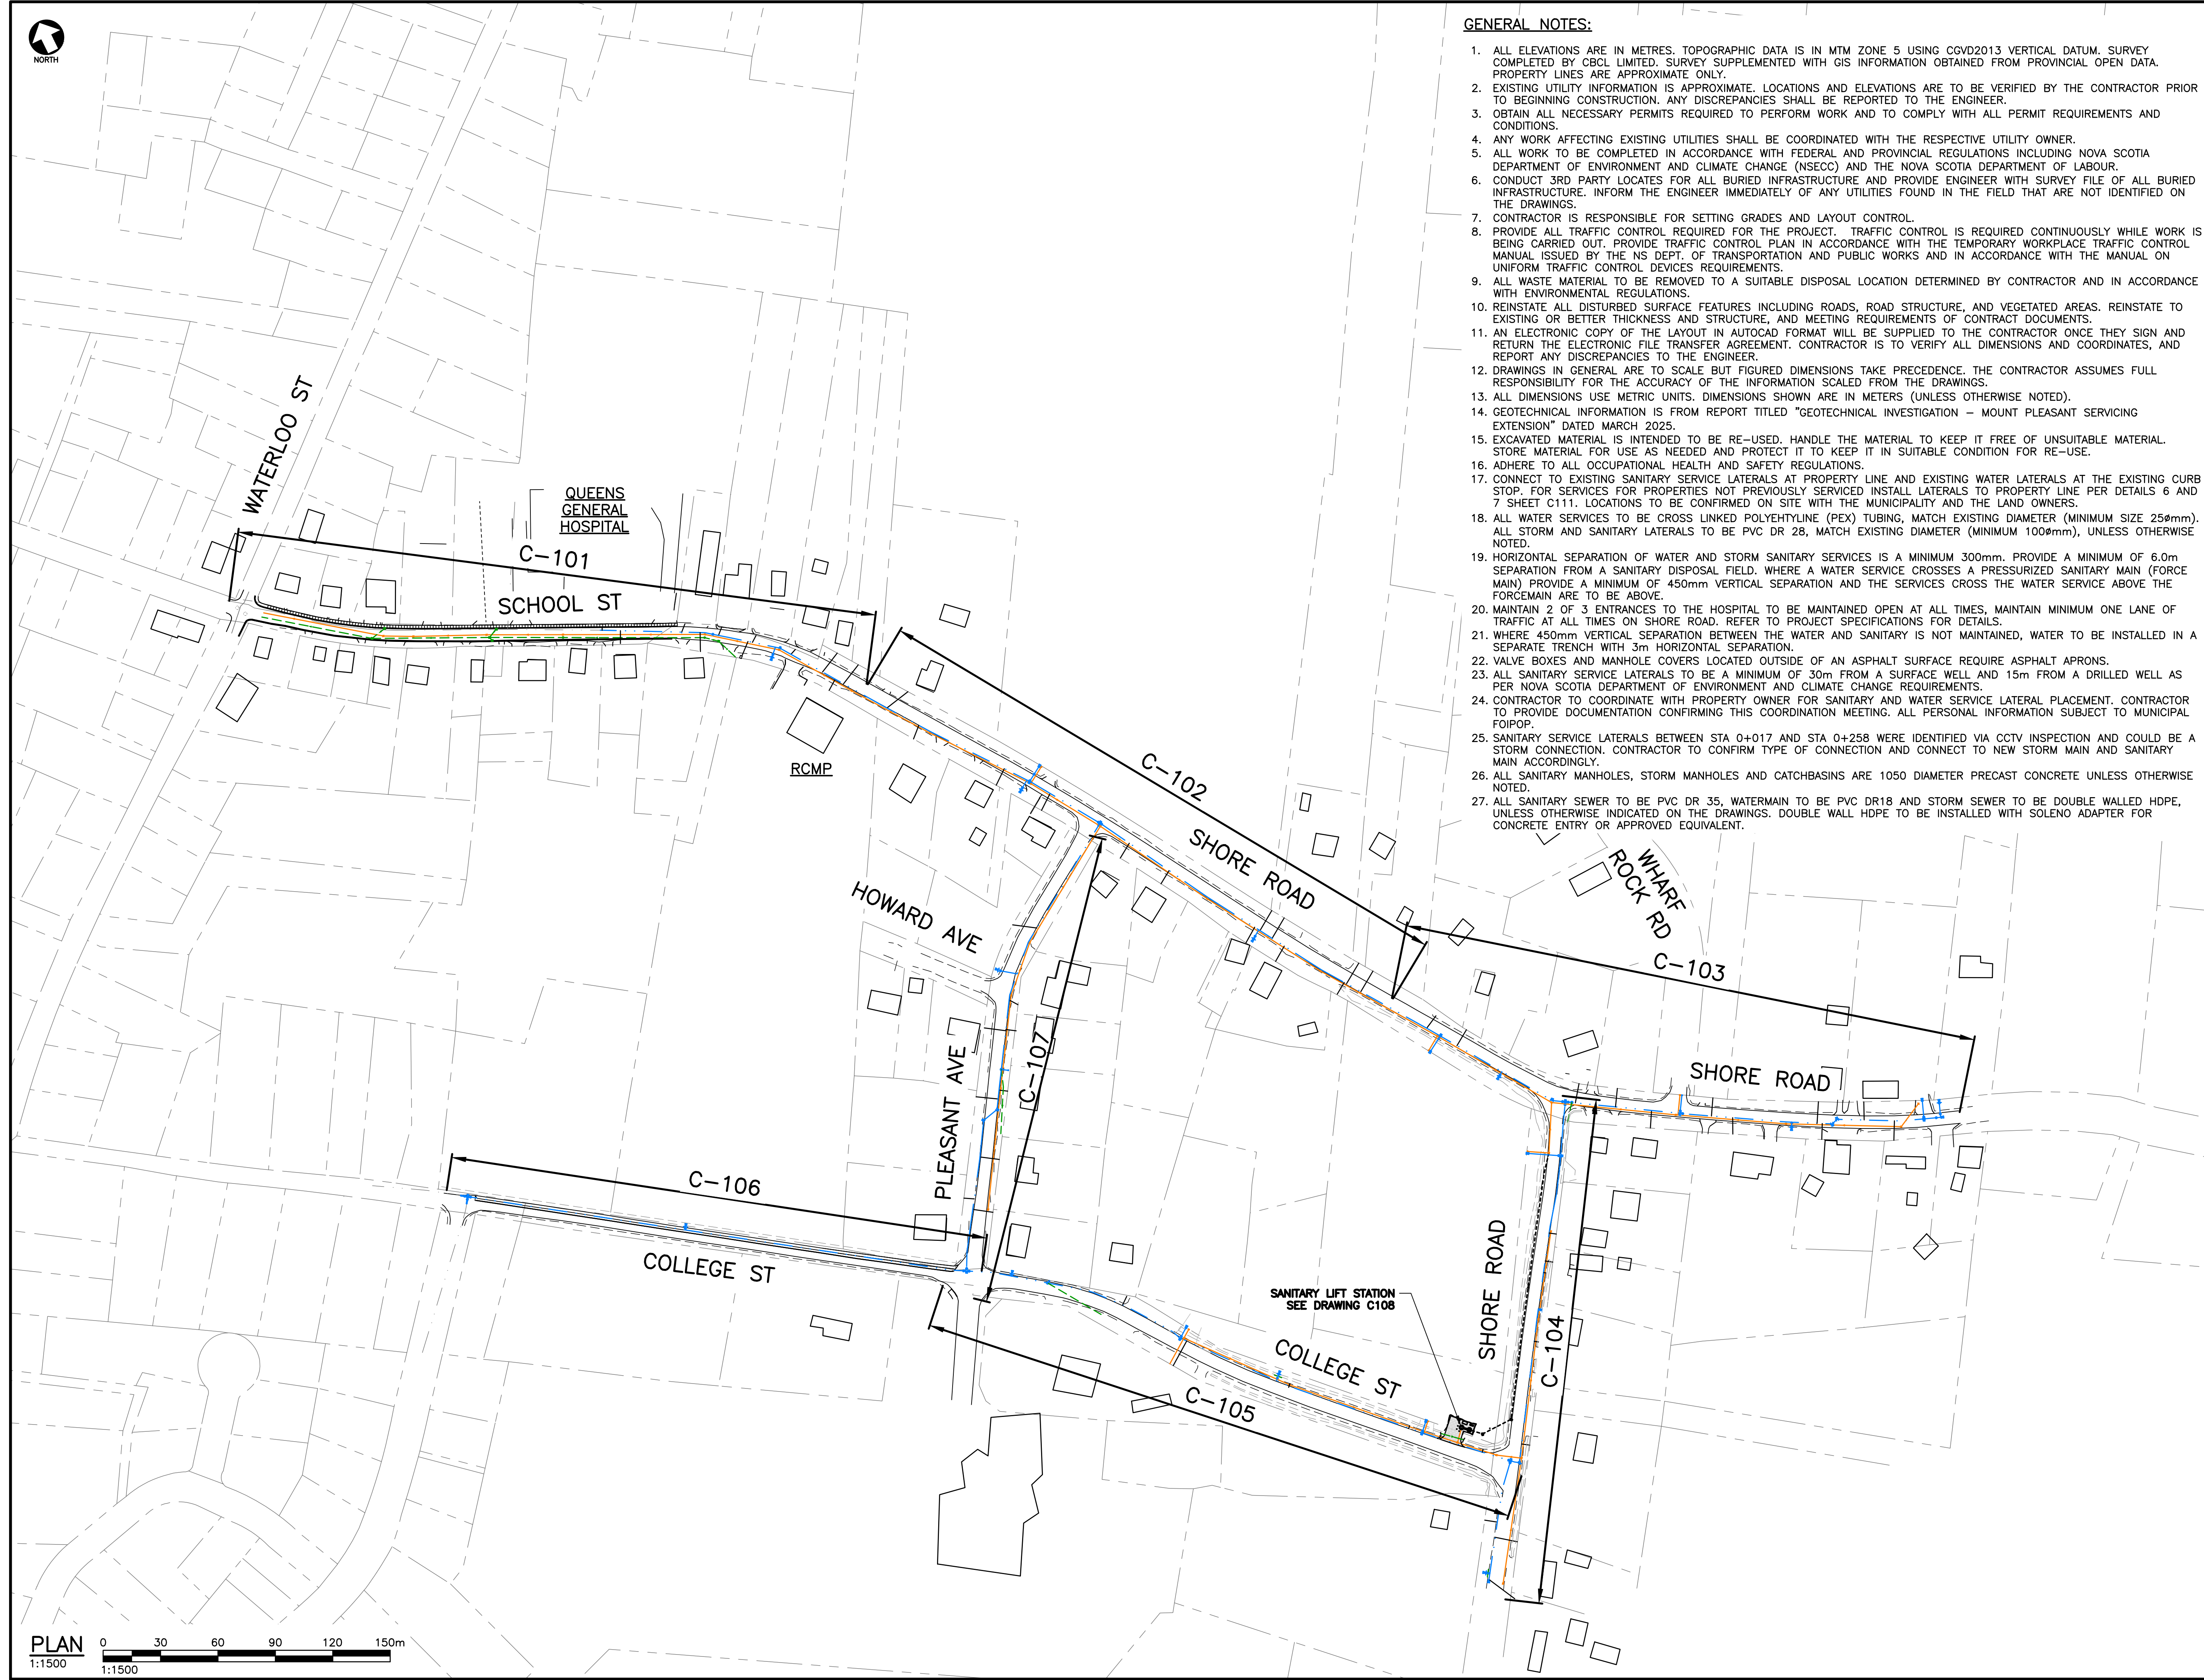 NORTH
GENERAL NOTES:
1. ALL ELEVATIONS ARE IN METRES. TOPOGRAPHIC DATA IS IN MTM ZONE 5 USING CGVD2013 VERTICAL DATUM. SURVEY
COMPLETED BY CBCL LIMITED. SURVEY SUPPLEMENTED WITH GIS INFORMATION OBTAINED FROM PROVINCIAL OPEN DATA.
PROPERTY LINES ARE APPROXIMATE ONLY.
2. EXISTING UTILITY INFORMATION IS APPROXIMATE. LOCATIONS AND ELEVATIONS ARE TO BE VERIFIED BY THE CONTRACTOR PRIOR
TO BEGINNING CONSTRUCTION. ANY DISCREPANCIES SHALL BE REPORTED TO THE ENGINEER.
3. OBTAIN ALL NECESSARY PERMITS REQUIRED TO PERFORM WORK AND TO COMPLY WITH ALL PERMIT REQUIREMENTS AND
CONDITIONS.
4. ANY WORK AFFECTING EXISTING UTILITIES SHALL BE COORDINATED WITH THE RESPECTIVE UTILITY OWNER.
5. ALL WORK TO BE COMPLETED IN ACCORDANCE WITH FEDERAL AND PROVINCIAL REGULATIONS INCLUDING NOVA SCOTIA
DEPARTMENT OF ENVIRONMENT AND CLIMATE CHANGE (NSECC) AND THE NOVA SCOTIA DEPARTMENT OF LABOUR.
6. CONDUCT 3RD PARTY LOCATES FOR ALL BURIED INFRASTRUCTURE AND PROVIDE ENGINEER WITH SURVEY FILE OF ALL BURIED
INFRASTRUCTURE. INFORM THE ENGINEER IMMEDIATELY OF ANY UTILITIES FOUND IN THE FIELD THAT ARE NOT IDENTIFIED ON
THE DRAWINGS.
7. CONTRACTOR IS RESPONSIBLE FOR SETTING GRADES AND LAYOUT CONTROL.
8. PROVIDE ALL TRAFFIC CONTROL REQUIRED FOR THE PROJECT. TRAFFIC CONTROL IS REQUIRED CONTINUOUSLY WHILE WORK IS
BEING CARRIED OUT. PROVIDE TRAFFIC CONTROL PLAN IN ACCORDANCE WITH THE TEMPORARY WORKPLACE TRAFFIC CONTROL
MANUAL ISSUED BY THE NS DEPT. OF TRANSPORTATION AND PUBLIC WORKS AND IN ACCORDANCE WITH THE MANUAL ON
UNIFORM TRAFFIC CONTROL DEVICES REQUIREMENTS.
9. ALL WASTE MATERIAL TO BE REMOVED TO A SUITABLE DISPOSAL LOCATION DETERMINED BY CONTRACTOR AND IN ACCORDANCE
WITH ENVIRONMENTAL REGULATIONS.
10. REINSTATE ALL DISTURBED SURFACE FEATURES INCLUDING ROADS, ROAD STRUCTURE, AND VEGETATED AREAS. REINSTATE TO
EXISTING OR BETTER THICKNESS AND STRUCTURE, AND MEETING REQUIREMENTS OF CONTRACT DOCUMENTS.
11. AN ELECTRONIC COPY OF THE LAYOUT IN AUTOCAD FORMAT WILL BE SUPPLIED TO THE CONTRACTOR ONCE THEY SIGN AND
RETURN THE ELECTRONIC FILE TRANSFER AGREEMENT. CONTRACTOR IS TO VERIFY ALL DIMENSIONS AND COORDINATES, AND
REPORT ANY DISCREPANCIES TO THE ENGINEER.
12. DRAWINGS IN GENERAL ARE TO SCALE BUT FIGURED DIMENSIONS TAKE PRECEDENCE. THE CONTRACTOR ASSUMES FULL
RESPONSIBILITY FOR THE ACCURACY OF THE INFORMATION SCALED FROM THE DRAWINGS.
13. ALL DIMENSIONS USE METRIC UNITS. DIMENSIONS SHOWN ARE IN METERS (UNLESS OTHERWISE NOTED).
14. GEOTECHNICAL INFORMATION IS FROM REPORT TITLED "GEOTECHNICAL INVESTIGATION – MOUNT PLEASANT SERVICING
EXTENSION" DATED MARCH 2025.
15. EXCAVATED MATERIAL IS INTENDED TO BE RE-USED. HANDLE THE MATERIAL TO KEEP IT FREE OF UNSUITABLE MATERIAL.
STORE MATERIAL FOR USE AS NEEDED AND PROTECT IT TO KEEP IT IN SUITABLE CONDITION FOR RE-USE.
16. ADHERE TO ALL OCCUPATIONAL HEALTH AND SAFETY REGULATIONS.
17. CONNECT TO EXISTING SANITARY SERVICE LATERALS AT PROPERTY LINE AND EXISTING WATER LATERALS AT THE EXISTING CURB
STOP. FOR SERVICES FOR PROPERTIES NOT PREVIOUSLY SERVICED INSTALL LATERALS TO PROPERTY LINE PER DETAILS 6 AND
7 SHEET C111. LOCATIONS TO BE CONFIRMED ON SITE WITH THE MUNICIPALITY AND THE LAND OWNERS.
18. ALL WATER SERVICES TO BE CROSS LINKED POLYEHTYLINE (PEX) TUBING, MATCH EXISTING DIAMETER (MINIMUM SIZE 25ømm).
ALL STORM AND SANITARY LATERALS TO BE PVC DR 28, MATCH EXISTING DIAMETER (MINIMUM 100ømm), UNLESS OTHERWISE
NOTED.
19. HORIZONTAL SEPARATION OF WATER AND STORM SANITARY SERVICES IS A MINIMUM 300mm. PROVIDE A MINIMUM OF 6.0m
SEPARATION FROM A SANITARY DISPOSAL FIELD. WHERE A WATER SERVICE CROSSES A PRESSURIZED SANITARY MAIN (FORCE
MAIN) PROVIDE A MINIMUM OF 450mm VERTICAL SEPARATION AND THE SERVICES CROSS THE WATER SERVICE ABOVE THE
FORCEMAIN ARE TO BE ABOVE.
20. MAINTAIN 2 OF 3 ENTRANCES TO THE HOSPITAL TO BE MAINTAINED OPEN AT ALL TIMES, MAINTAIN MINIMUM ONE LANE OF
TRAFFIC AT ALL TIMES ON SHORE ROAD. REFER TO PROJECT SPECIFICATIONS FOR DETAILS.
21. WHERE 450mm VERTICAL SEPARATION BETWEEN THE WATER AND SANITARY IS NOT MAINTAINED, WATER TO BE INSTALLED IN A
SEPARATE TRENCH WITH 3m HORIZONTAL SEPARATION.
22. VALVE BOXES AND MANHOLE COVERS LOCATED OUTSIDE OF AN ASPHALT SURFACE REQUIRE ASPHALT APRONS.
23. ALL SANITARY SERVICE LATERALS TO BE A MINIMUM OF 30m FROM A SURFACE WELL AND 15m FROM A DRILLED WELL AS
PER NOVA SCOTIA DEPARTMENT OF ENVIRONMENT AND CLIMATE CHANGE REQUIREMENTS.
24. CONTRACTOR TO COORDINATE WITH PROPERTY OWNER FOR SANITARY AND WATER SERVICE LATERAL PLACEMENT. CONTRACTOR
TO PROVIDE DOCUMENTATION CONFIRMING THIS COORDINATION MEETING. ALL PERSONAL INFORMATION SUBJECT TO MUNICIPAL
FOIPOP.
25. SANITARY SERVICE LATERALS BETWEEN STA 0+017 AND STA 0+258 WERE IDENTIFIED VIA CCTV INSPECTION AND COULD BE A
STORM CONNECTION. CONTRACTOR TO CONFIRM TYPE OF CONNECTION AND CONNECT TO NEW STORM MAIN AND SANITARY
MAIN ACCORDINGLY.
26. ALL SANITARY MANHOLES, STORM MANHOLES AND CATCHBASINS ARE 1050 DIAMETER PRECAST CONCRETE UNLESS OTHERWISE
NOTED.
27. ALL SANITARY SEWER TO BE PVC DR 35, WATERMAIN TO BE PVC DR18 AND STORM SEWER TO BE DOUBLE WALLED HDPE,
UNLESS OTHERWISE INDICATED ON THE DRAWINGS. DOUBLE WALL HDPE TO BE INSTALLED WITH SOLENO ADAPTER FOR
CONCRETE ENTRY OR APPROVED EQUIVALENT.
WATERLOO ST
QUEENS
GENERAL
HOSPITAL
C-101
SCHOOL ST
RCMP
C-102
SHORE ROAD
WHARF
ROCK RD
HOWARD AVE
C-103
SHORE ROAD
C-107
PLEASANT AVE
C-106
COLLEGE ST
SANITARY LIFT STATION
SEE DRAWING C108
SHORE ROAD
C-104
COLLEGE ST
C-105
PLAN
1:1500
0 30 60 90 120 150m
1:1500